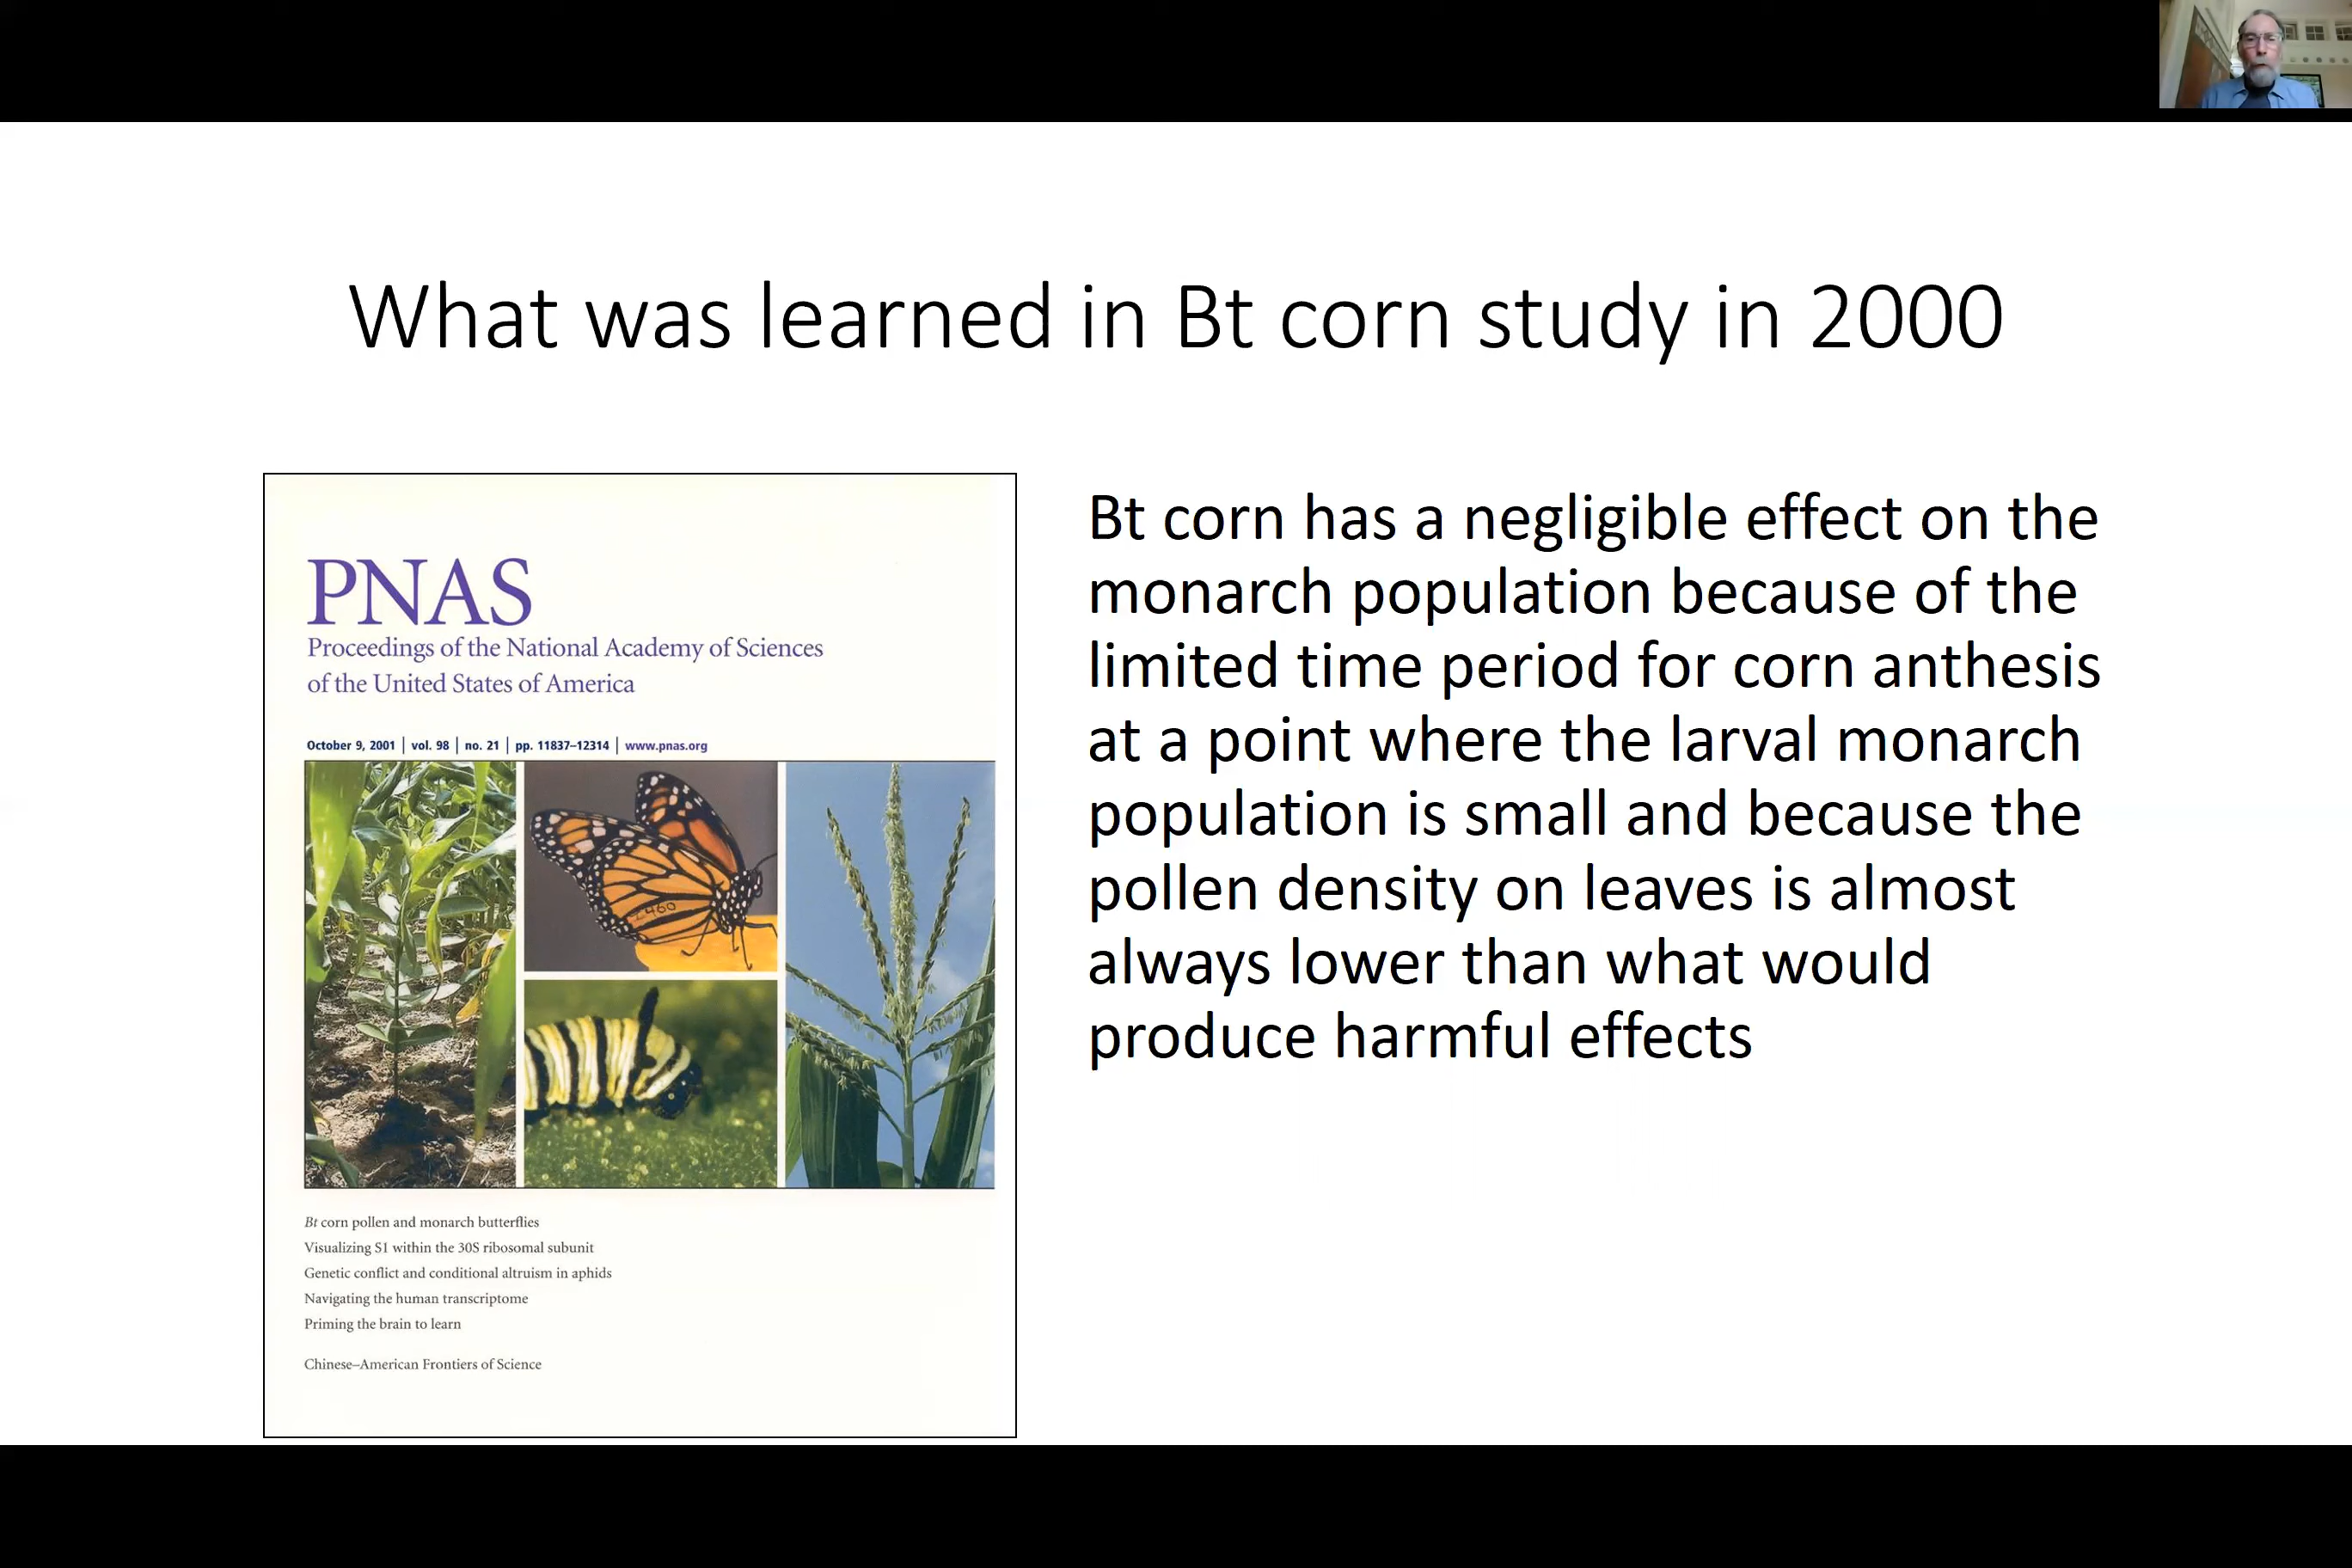 What was learned in Bt corn study in 2000
PNAS
Proceedings of the National Academy of Sciences
of the United States of America
October 9, 2001 | vol. 98 | no. 21 | pp. 11837–12314 | www.pnas.org
Bt corn pollen and monarch butterflies
Visualizing S1 within the 30S ribosomal subunit
Genetic conflict and conditional altruism in aphids
Navigating the human transcriptome
Priming the brain to learn
Chinese–American Frontiers of Science
Bt corn has a negligible effect on the
monarch population because of the
limited time period for corn anthesis
at a point where the larval monarch
population is small and because the
pollen density on leaves is almost
always lower than what would
produce harmful effects